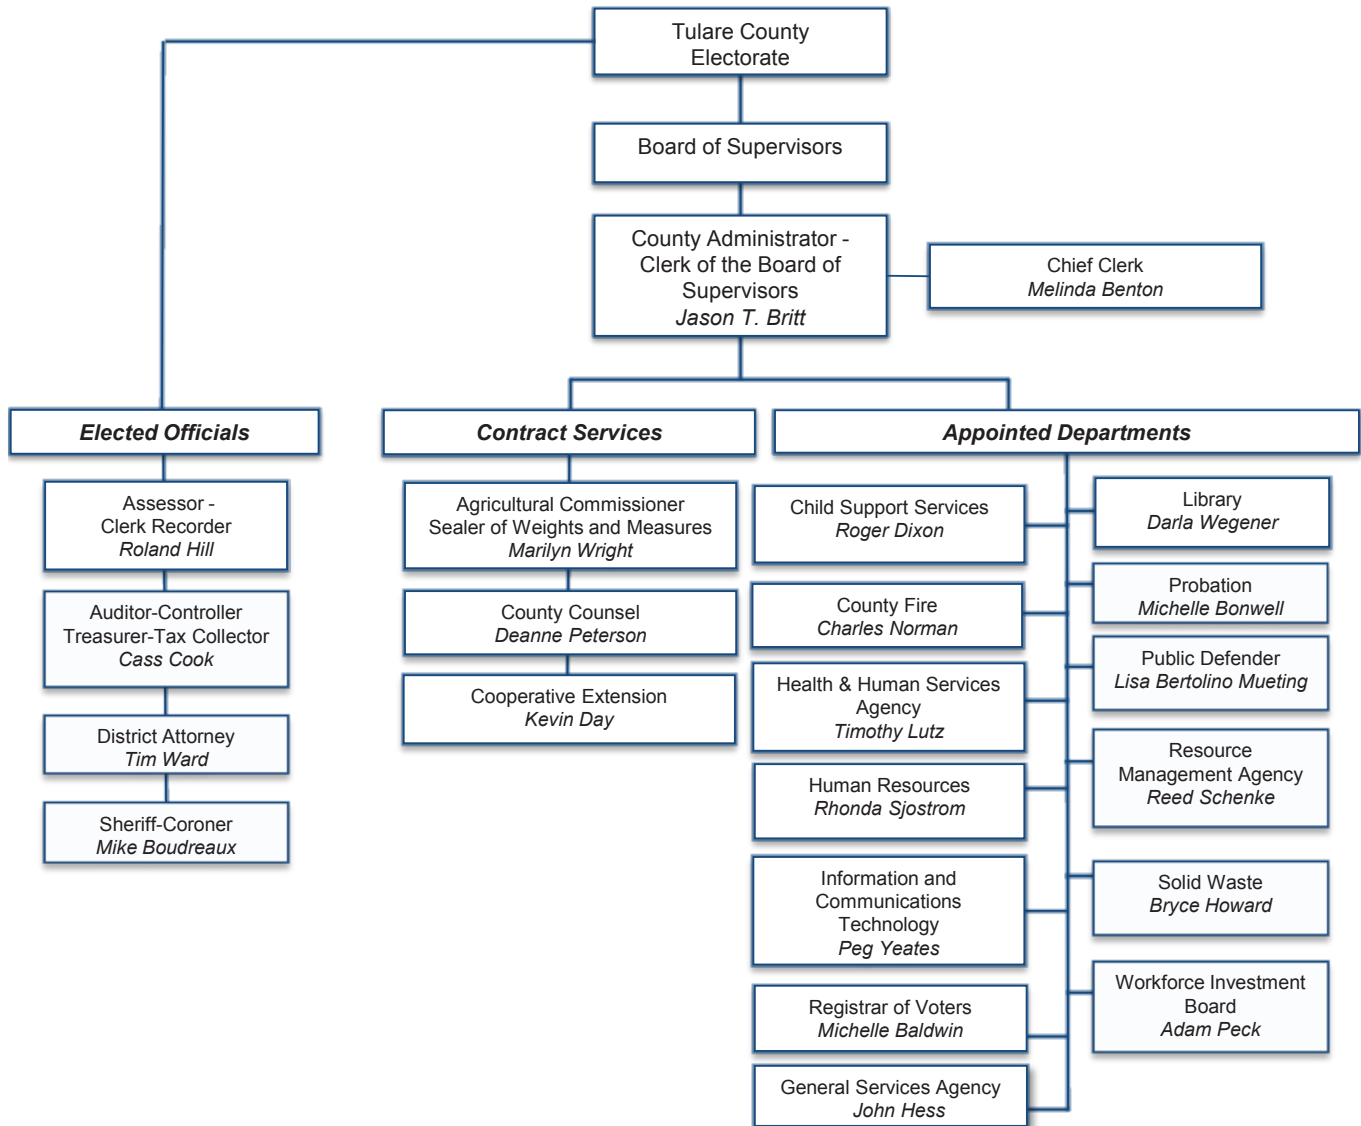 Tulare County
Electorate
Board of Supervisors
County Administrator -
Clerk of the Board of
Supervisors
Jason T. Britt
Chief Clerk
Melinda Benton
Elected Officials
Assessor -
Clerk Recorder
Roland Hill
Auditor-Controller
Treasurer-Tax Collector
Cass Cook
District Attorney
Tim Ward
Sheriff-Coroner
Mike Boudreaux
Contract Services
Agricultural Commissioner
Sealer of Weights and Measures
Marilyn Wright
County Counsel
Deanne Peterson
Cooperative Extension
Kevin Day
Appointed Departments
Child Support Services
Roger Dixon
County Fire
Charles Norman
Health & Human Services
Agency
Timothy Lutz
Human Resources
Rhonda Sjostrom
Information and
Communications
Technology
Peg Yeates
Registrar of Voters
Michelle Baldwin
General Services Agency
John Hess
Library
Darla Wegener
Probation
Michelle Bonwell
Public Defender
Lisa Bertolino Mueting
Resource
Management Agency
Reed Schenke
Solid Waste
Bryce Howard
Workforce Investment
Board
Adam Peck